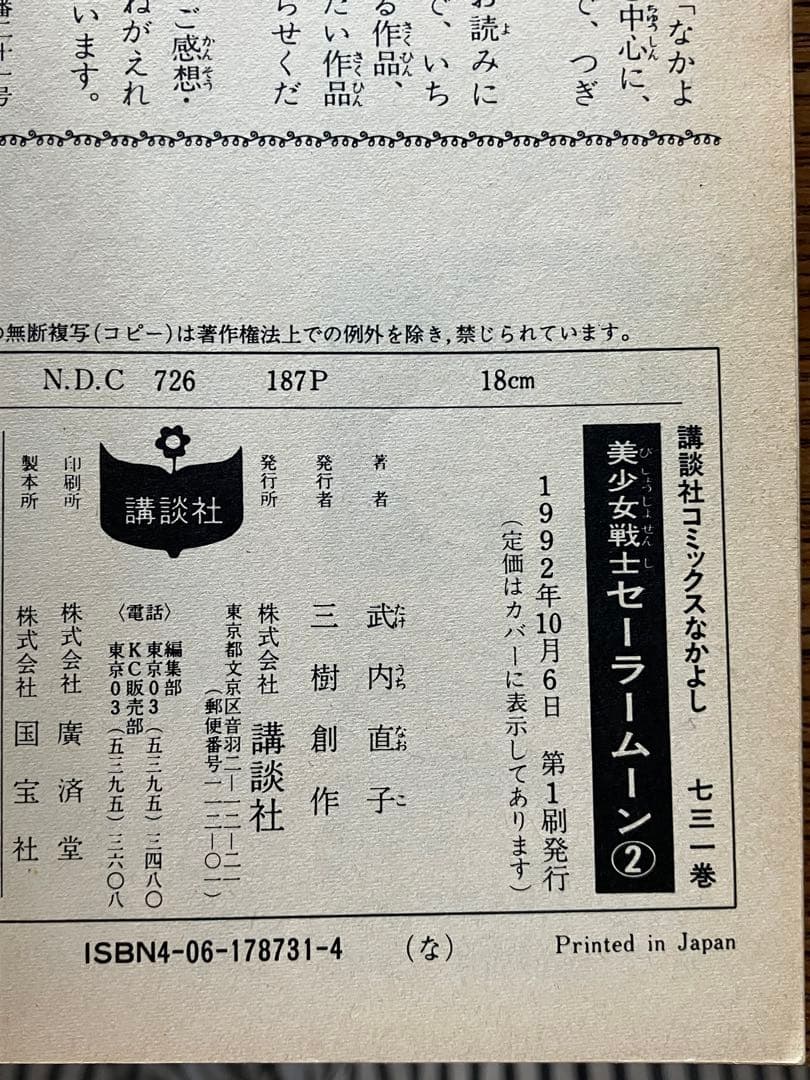 「なかよ
中心に、
で、つぎ
お読みに
で、いち
る作品、
たい作品
らせくだ
ご感想・
ねがえれ
います。
番二十一号
の無断複写(コピー)は著作権法上での例外を除き,禁じられています。
N.D.C 726 187P 18cm
講談社コミックスなかよし 七三一巻
美少女戦士セーラームーン②
1992年10月6日 第1刷発行
(定価はカバーに表示してあります)
著者 武内直子
発行者 三樹創作
発行所 株式会社 講談社
東京都文京区音羽二-一二-二一
(郵便番号一一二-〇一)
講談社
〈電話〉
編集部 東京03(五三九五)三四八〇
KC販売部 東京03(五三九五)三六〇八
印刷所 株式会社 廣済堂
製本所 株式会社 国宝社
ISBN4-06-178731-4 (な) Printed in Japan